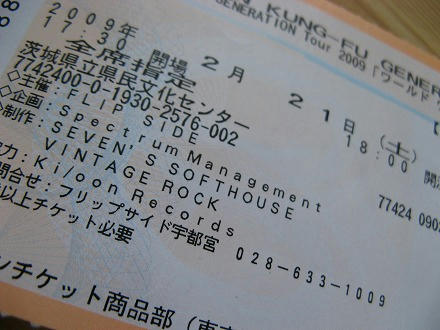 KUNG-FU GENER
GENERATION Tour 2009「ワールド
2009年 2月 21日 (土)
17:30 開場 18:00 開
全席指定
茨城県立県民文化センター
7742400-0-1930-2576-002 77424 090
◇主催:FLIP SIDE
◇企画:Spectrum Management
◇制作:SEVEN'S SOFTHOUSE
VINTAGE ROCK
力:Ki/oon Records
問合せ:フリップサイド宇都宮 028-633-1009
以上チケット必要
ンチケット商品部(東京